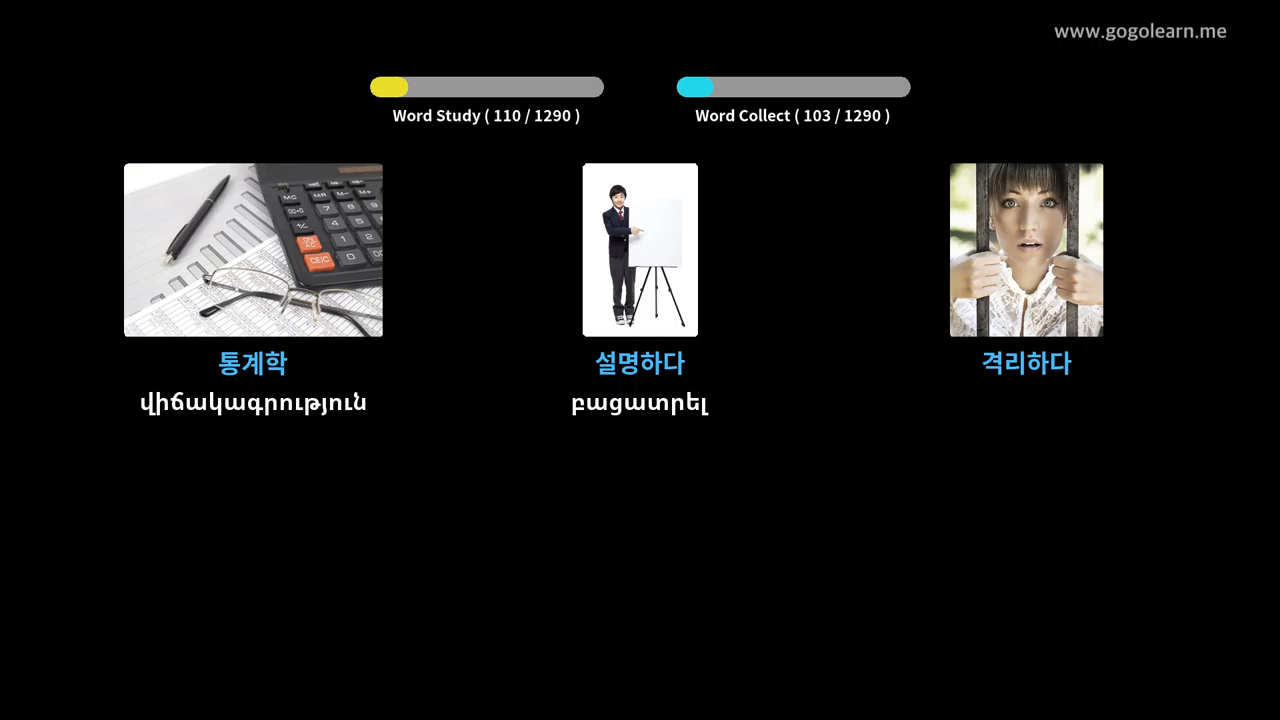 www.gogolearn.me
Word Study ( 110 / 1290 )
Word Collect ( 103 / 1290 )
통계학
설명하다
격리하다
վիճակագրություն
բացատրել